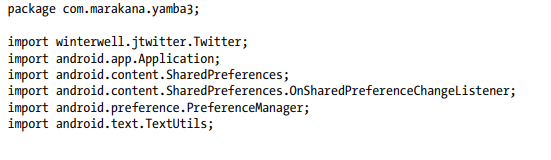 package com.marakana.yamba3;
import winterwell.jtwitter.Twitter;
import android.app.Application;
import android.content.SharedPreferences;
import android.content.SharedPreferences.OnSharedPreferenceChangeListener;
import android.preference.PreferenceManager;
import android.text.TextUtils;